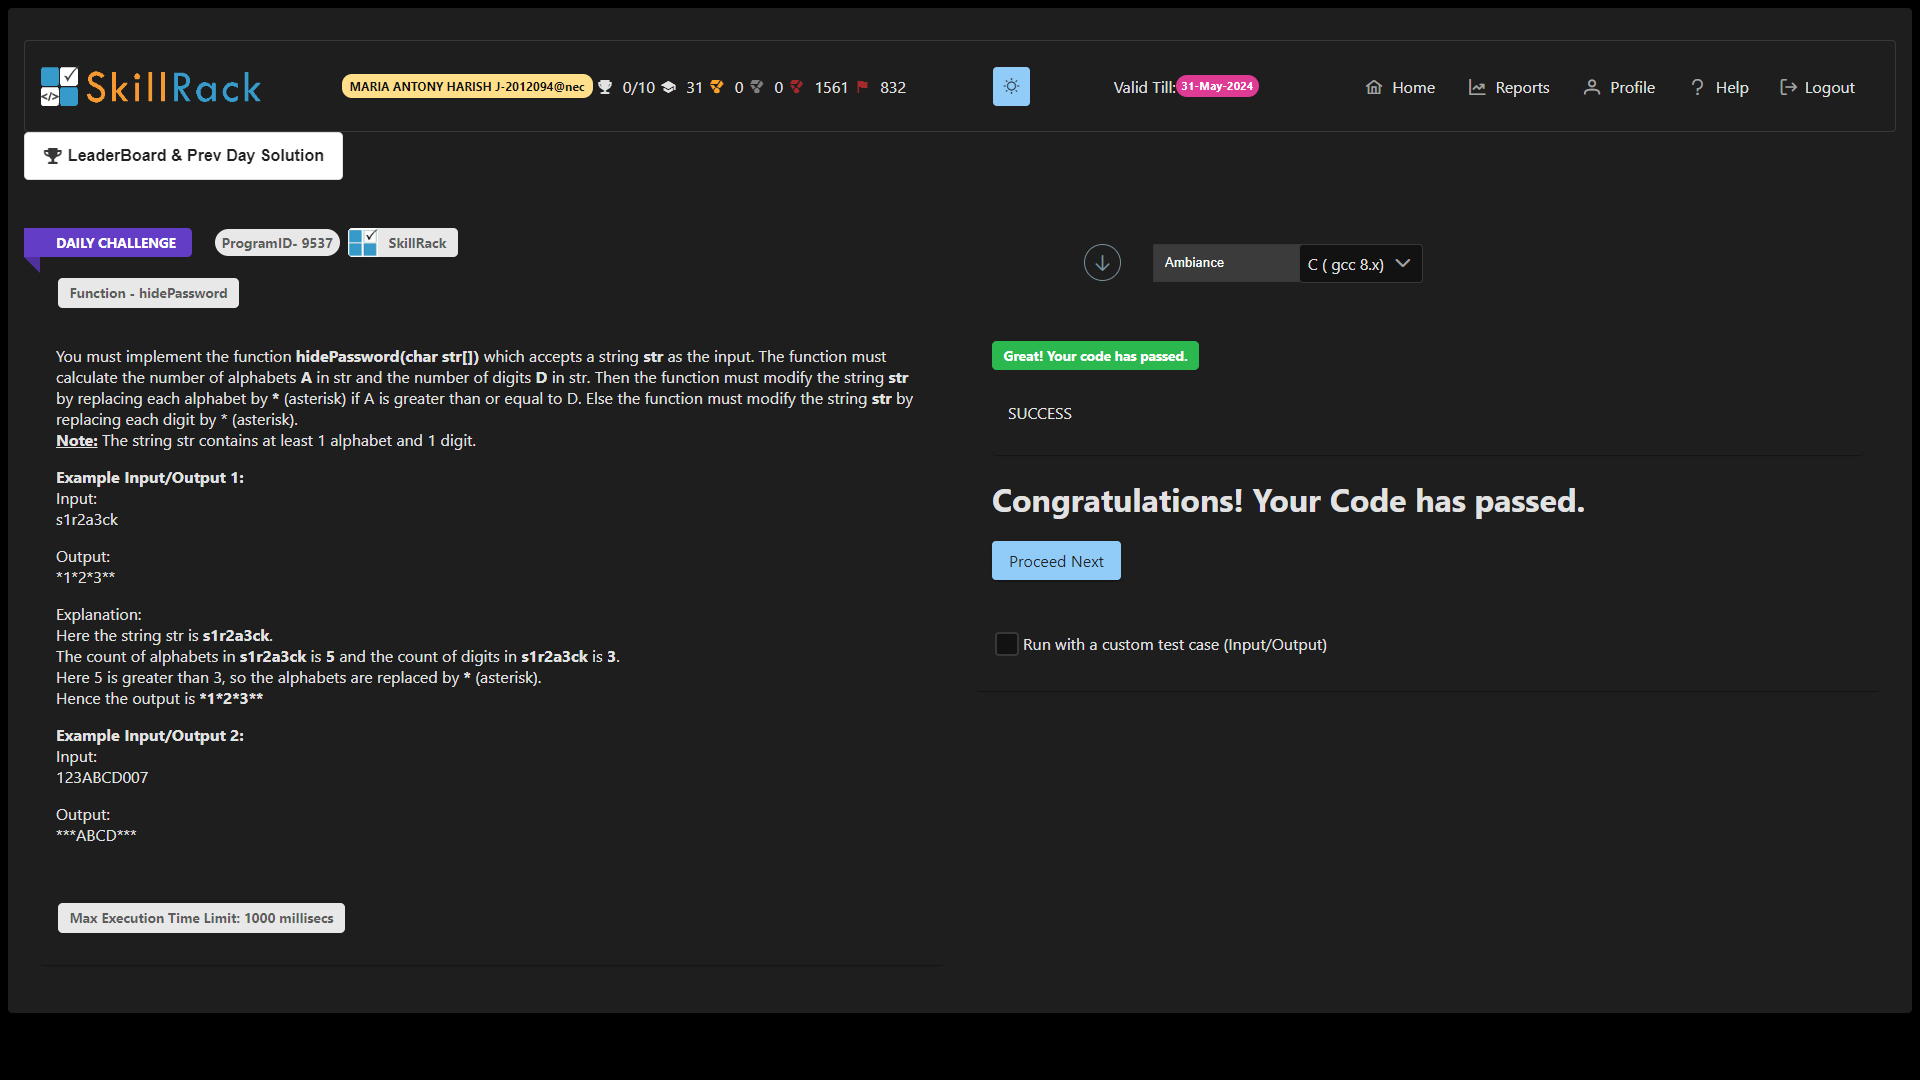 SkillRack
MARIA ANTONY HARISH J-2012094@nec 0/10 31 0 0 1561 832
Valid Till: 31-May-2024
Home Reports Profile Help Logout
LeaderBoard & Prev Day Solution
DAILY CHALLENGE ProgramID- 9537 SkillRack
Function - hidePassword
You must implement the function hidePassword(char str[]) which accepts a string str as the input. The function must
calculate the number of alphabets A in str and the number of digits D in str. Then the function must modify the string str
by replacing each alphabet by * (asterisk) if A is greater than or equal to D. Else the function must modify the string str by
replacing each digit by * (asterisk).
Note: The string str contains at least 1 alphabet and 1 digit.
Example Input/Output 1:
Input:
s1r2a3ck
Output:
*1*2*3**
Explanation:
Here the string str is s1r2a3ck.
The count of alphabets in s1r2a3ck is 5 and the count of digits in s1r2a3ck is 3.
Here 5 is greater than 3, so the alphabets are replaced by * (asterisk).
Hence the output is *1*2*3**
Example Input/Output 2:
Input:
123ABCD007
Output:
***ABCD***
Max Execution Time Limit: 1000 millisecs
Ambiance C ( gcc 8.x)
Great! Your code has passed.
SUCCESS
Congratulations! Your Code has passed.
Proceed Next
Run with a custom test case (Input/Output)